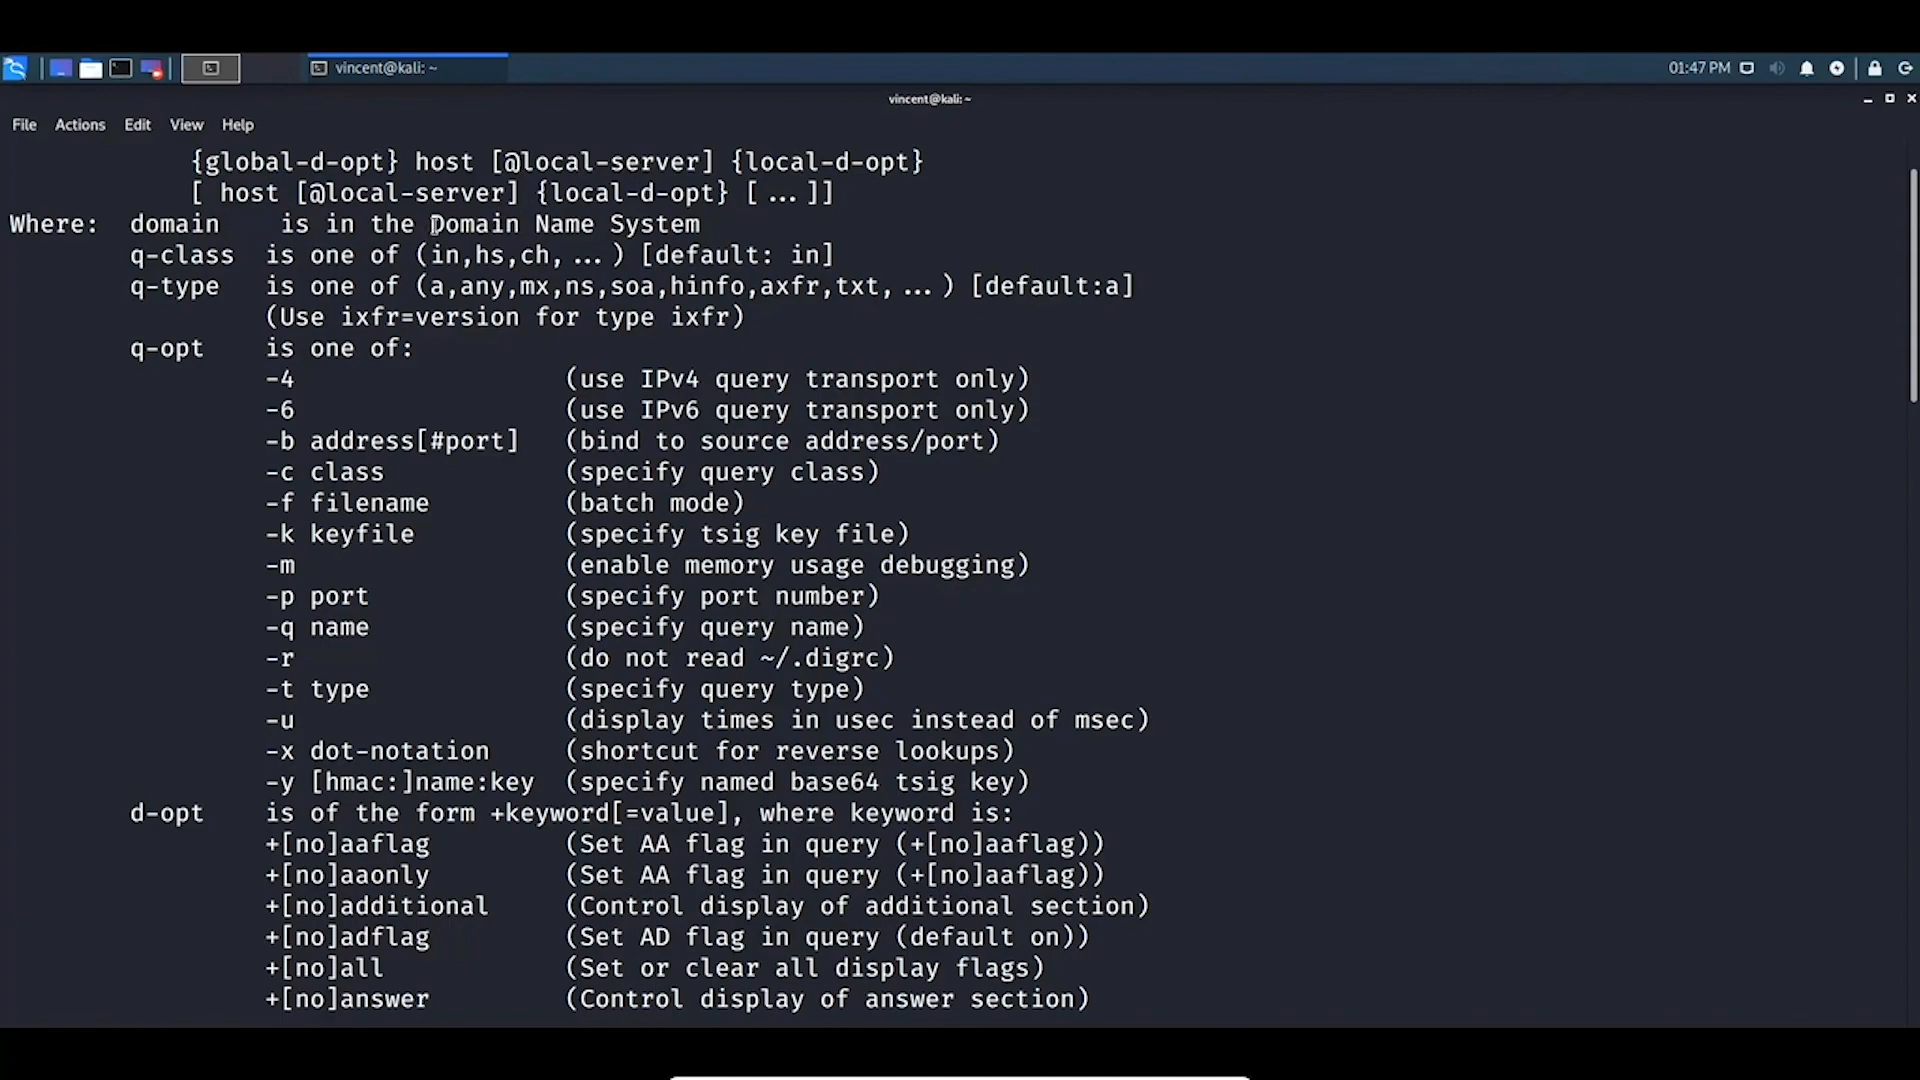 vincent@kali: ~
01:47 PM
vincent@kali: ~
File Actions Edit View Help
{global-d-opt} host [@local-server] {local-d-opt}
[ host [@local-server] {local-d-opt} [ ... ]]
Where: domain is in the Domain Name System
q-class is one of (in,hs,ch, ... ) [default: in]
q-type is one of (a,any,mx,ns,soa,hinfo,axfr,txt, ... ) [default:a]
(Use ixfr=version for type ixfr)
q-opt is one of:
-4 (use IPv4 query transport only)
-6 (use IPv6 query transport only)
-b address[#port] (bind to source address/port)
-c class (specify query class)
-f filename (batch mode)
-k keyfile (specify tsig key file)
-m (enable memory usage debugging)
-p port (specify port number)
-q name (specify query name)
-r (do not read ~/.digrc)
-t type (specify query type)
-u (display times in usec instead of msec)
-x dot-notation (shortcut for reverse lookups)
-y [hmac:]name:key (specify named base64 tsig key)
d-opt is of the form +keyword[=value], where keyword is:
+[no]aaflag (Set AA flag in query (+[no]aaflag))
+[no]aaonly (Set AA flag in query (+[no]aaflag))
+[no]additional (Control display of additional section)
+[no]adflag (Set AD flag in query (default on))
+[no]all (Set or clear all display flags)
+[no]answer (Control display of answer section)